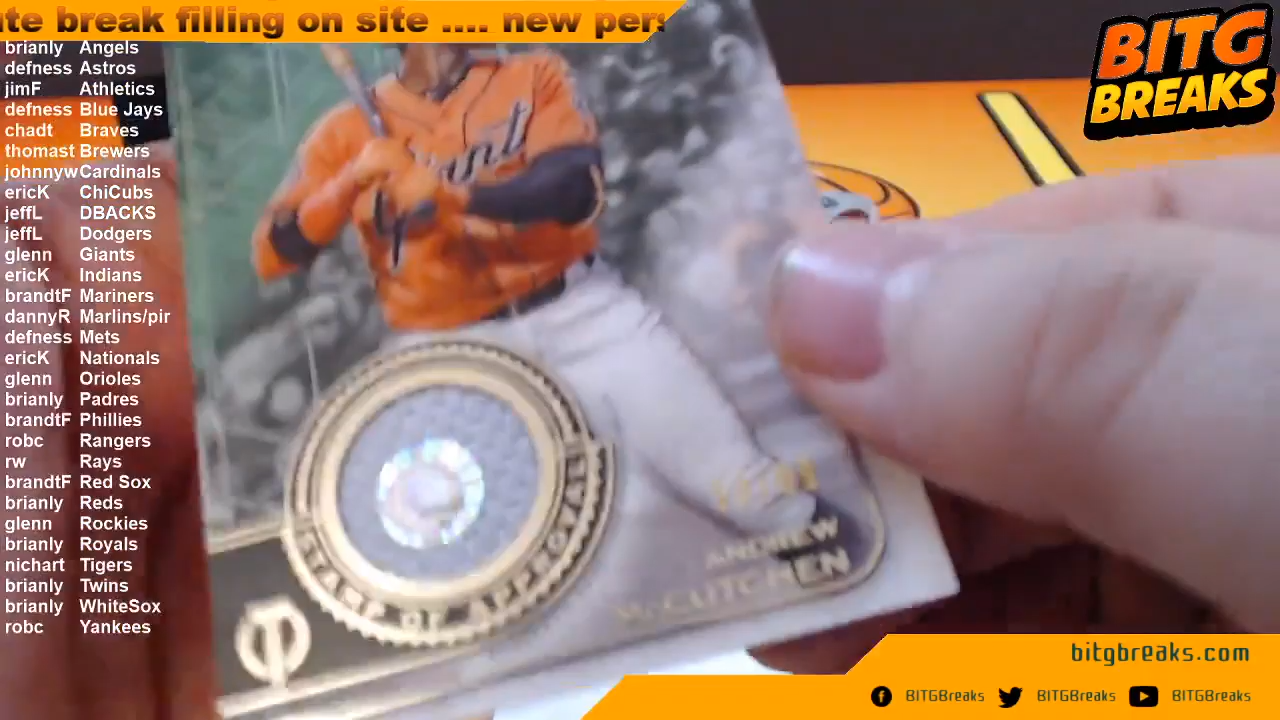 te break filling on site .... new pers
BITG
BREAKS
brianly Angels
defness Astros
jimF Athletics
defness Blue Jays
chadt Braves
thomast Brewers
johnnyw Cardinals
ericK ChiCubs
jeffL DBACKS
jeffL Dodgers
glenn Giants
ericK Indians
brandtF Mariners
dannyR Marlins/pir
defness Mets
ericK Nationals
glenn Orioles
brianly Padres
brandtF Phillies
robc Rangers
rw Rays
brandtF Red Sox
brianly Reds
glenn Rockies
brianly Royals
nichart Tigers
brianly Twins
brianly WhiteSox
robc Yankees
STAMP OF APPROVAL
ANDREW
McCUTCHEN
bitgbreaks.com
BITGBreaks BITGBreaks BITGBreaks